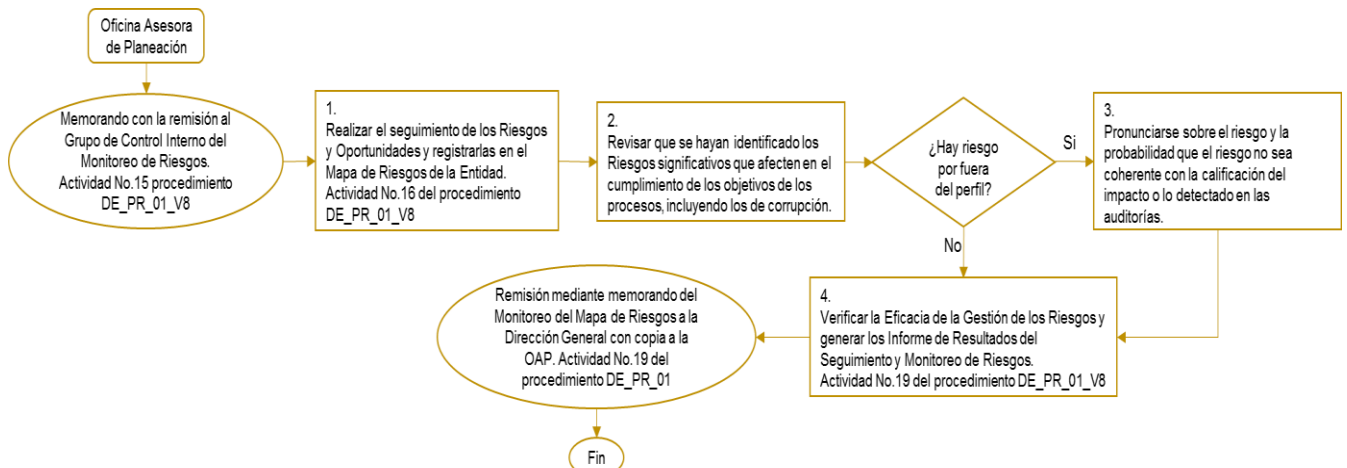 Oficina Asesora
de Planeación
Memorando con la remisión al
Grupo de Control Interno del
Monitoreo de Riesgos.
Actividad No.15 procedimiento
DE_PR_01_V8
1.
Realizar el seguimiento de los Riesgos
y Oportunidades y registrarlas en el
Mapa de Riesgos de la Entidad.
Actividad No.16 del procedimiento
DE_PR_01_V8
2.
Revisar que se hayan identificado los
Riesgos significativos que afecten en el
cumplimiento de los objetivos de los
procesos, incluyendo los de corrupción.
¿Hay riesgo
por fuera
del perfil?
Si
3.
Pronunciarse sobre el riesgo y la
probabilidad que el riesgo no sea
coherente con la calificación del
impacto o lo detectado en las
auditorías.
No
4.
Verificar la Eficacia de la Gestión de los Riesgos y
generar los Informe de Resultados del
Seguimiento y Monitoreo de Riesgos.
Actividad No.19 del procedimiento DE_PR_01_V8
Remisión mediante memorando del
Monitoreo del Mapa de Riesgos a la
Dirección General con copia a la
OAP. Actividad No.19 del
procedimiento DE_PR_01
Fin